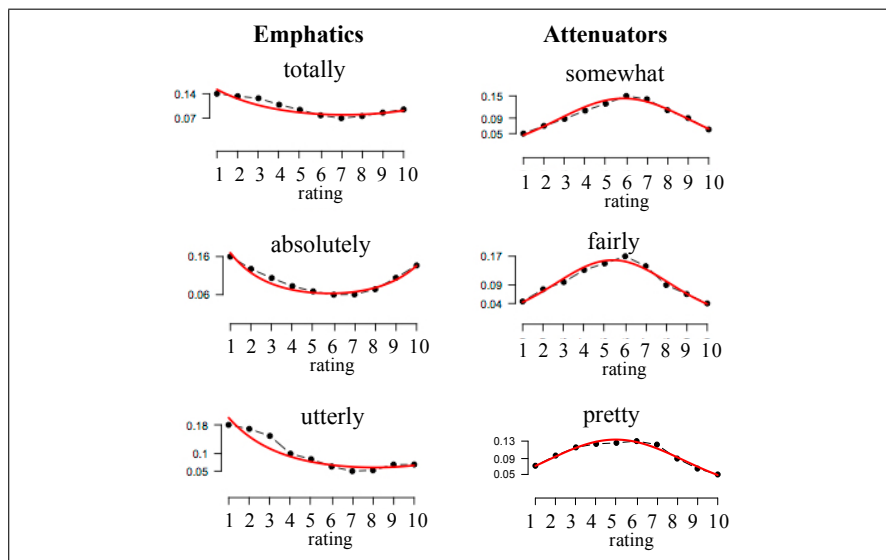 Emphatics
totally
0.14
0.07
1 2 3 4 5 6 7 8 9 10
rating
absolutely
0.16
0.06
1 2 3 4 5 6 7 8 9 10
rating
utterly
0.18
0.1
0.05
1 2 3 4 5 6 7 8 9 10
rating
Attenuators
somewhat
0.15
0.09
0.05
1 2 3 4 5 6 7 8 9 10
rating
fairly
0.17
0.09
0.04
1 2 3 4 5 6 7 8 9 10
rating
pretty
0.13
0.09
0.05
1 2 3 4 5 6 7 8 9 10
rating